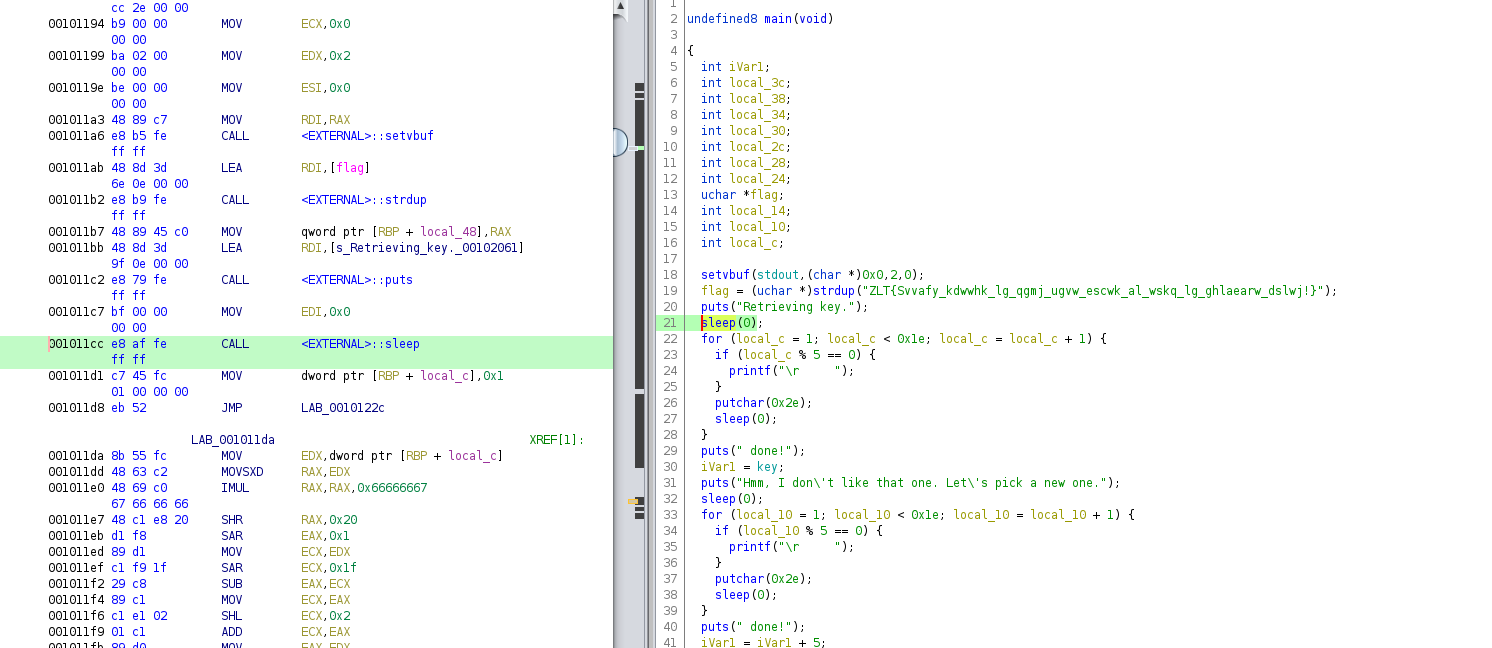 cc 2e 00 00
00101194 b9 00 00 MOV ECX,0x0
00 00
00101199 ba 02 00 MOV EDX,0x2
00 00
0010119e be 00 00 MOV ESI,0x0
00 00
001011a3 48 89 c7 MOV RDI,RAX
001011a6 e8 b5 fe CALL <EXTERNAL>::setvbuf
ff ff
001011ab 48 8d 3d LEA RDI,[flag]
6e 0e 00 00
001011b2 e8 b9 fe CALL <EXTERNAL>::strdup
ff ff
001011b7 48 89 45 c0 MOV qword ptr [RBP + local_48],RAX
001011bb 48 8d 3d LEA RDI,[s_Retrieving_key._00102061]
9f 0e 00 00
001011c2 e8 79 fe CALL <EXTERNAL>::puts
ff ff
001011c7 bf 00 00 MOV EDI,0x0
00 00
001011cc e8 af fe CALL <EXTERNAL>::sleep
ff ff
001011d1 c7 45 fc MOV dword ptr [RBP + local_c],0x1
01 00 00 00
001011d8 eb 52 JMP LAB_0010122c
LAB_001011da XREF[1]:
001011da 8b 55 fc MOV EDX,dword ptr [RBP + local_c]
001011dd 48 63 c2 MOVSXD RAX,EDX
001011e0 48 69 c0 IMUL RAX,RAX,0x66666667
67 66 66 66
001011e7 48 c1 e8 20 SHR RAX,0x20
001011eb d1 f8 SAR EAX,0x1
001011ed 89 d1 MOV ECX,EDX
001011ef c1 f9 1f SAR ECX,0x1f
001011f2 29 c8 SUB EAX,ECX
001011f4 89 c1 MOV ECX,EAX
001011f6 c1 e1 02 SHL ECX,0x2
001011f9 01 c1 ADD ECX,EAX
001011fb 89 d0 MOV EAX,EDX
1
2 undefined8 main(void)
3
4 {
5 int iVar1;
6 int local_3c;
7 int local_38;
8 int local_34;
9 int local_30;
10 int local_2c;
11 int local_28;
12 int local_24;
13 uchar *flag;
14 int local_14;
15 int local_10;
16 int local_c;
17
18 setvbuf(stdout,(char *)0x0,2,0);
19 flag = (uchar *)strdup("ZLT{Svvafy_kdwwhk_lg_qgmj_ugvw_escwk_al_wskq_lg_ghlaearw_dslwj!}");
20 puts("Retrieving key.");
21 sleep(0);
22 for (local_c = 1; local_c < 0x1e; local_c = local_c + 1) {
23 if (local_c % 5 == 0) {
24 printf("\r     ");
25 }
26 putchar(0x2e);
27 sleep(0);
28 }
29 puts(" done!");
30 iVar1 = key;
31 puts("Hmm, I don\'t like that one. Let\'s pick a new one.");
32 sleep(0);
33 for (local_10 = 1; local_10 < 0x1e; local_10 = local_10 + 1) {
34 if (local_10 % 5 == 0) {
35 printf("\r     ");
36 }
37 putchar(0x2e);
38 sleep(0);
39 }
40 puts(" done!");
41 iVar1 = iVar1 + 5;